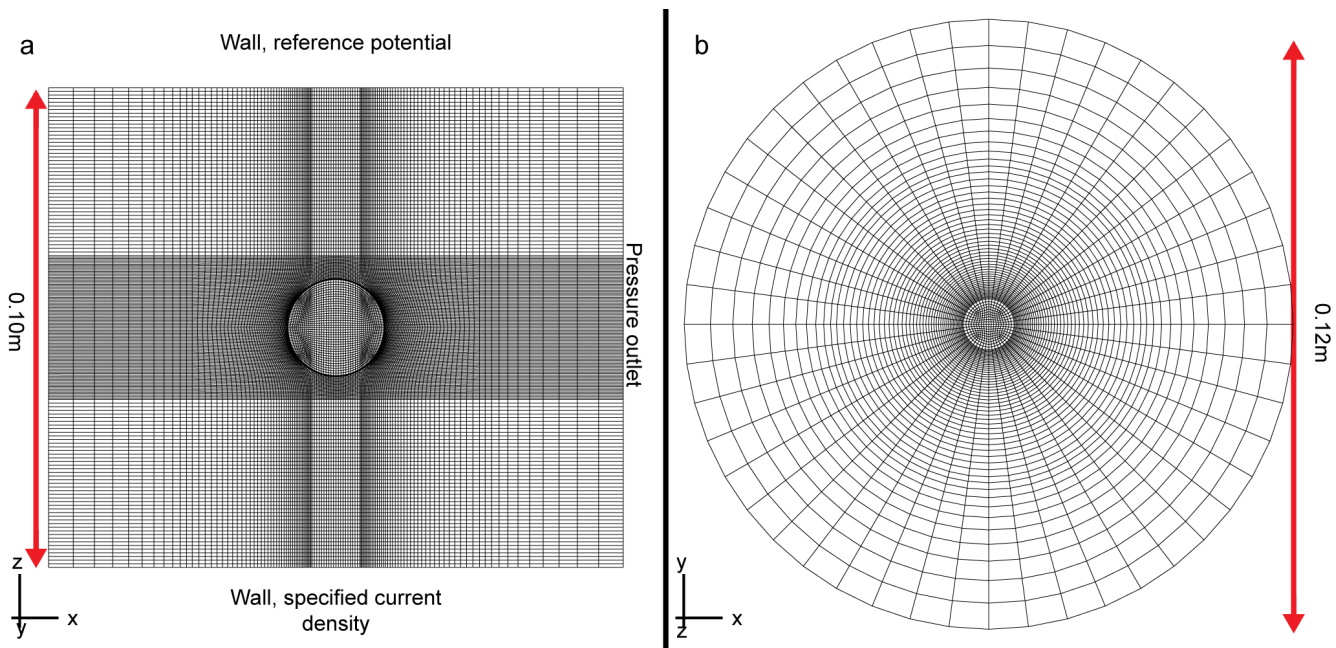 a
Wall, reference potential
0.10m
Pressure outlet
z
y
x
Wall, specified current
density
b
0.12m
y
z
x